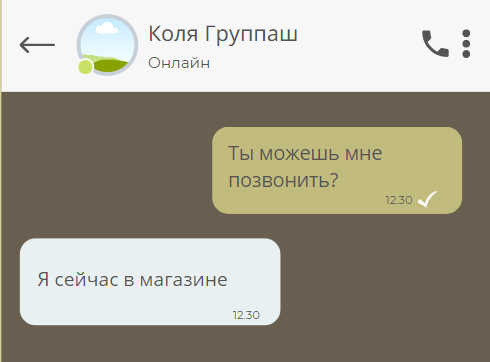 Коля Группаш
Онлайн
Ты можешь мне
позвонить?
12.30
Я сейчас в магазине
12.30